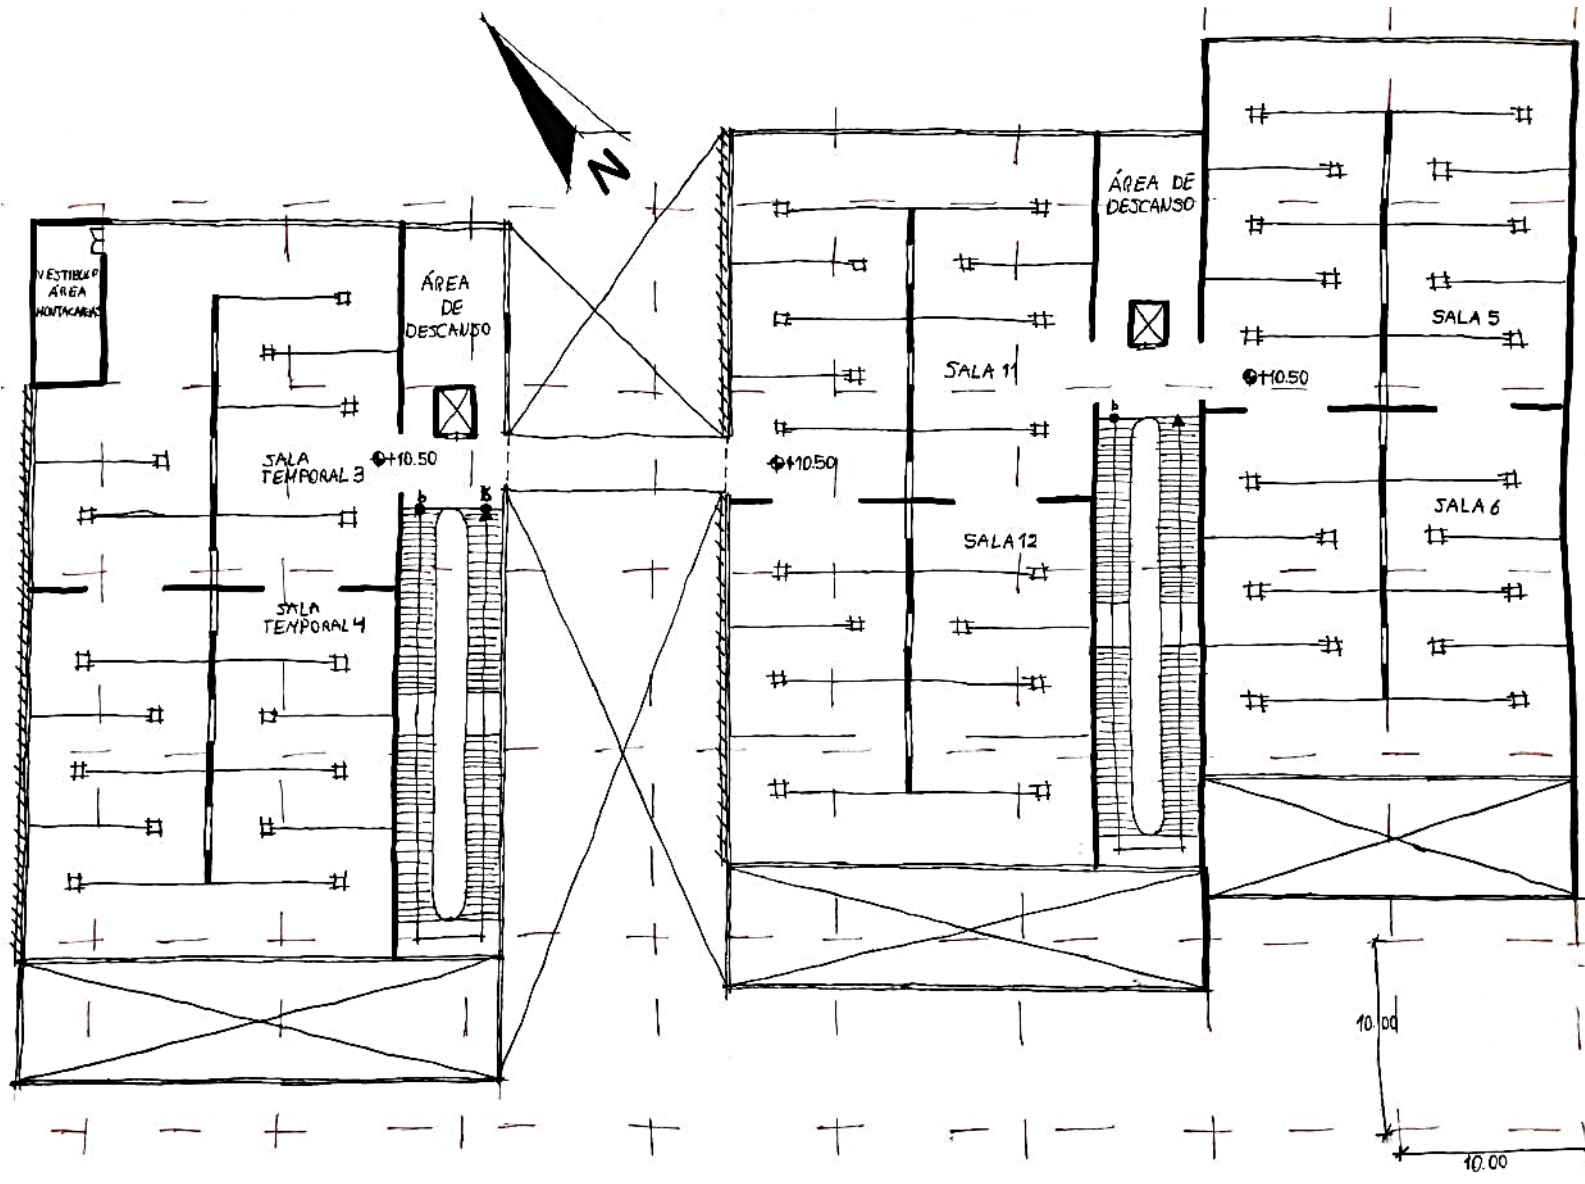 N
VESTIBULO
ÁREA
MONTACARGAS
ÁREA
DE
DESCANSO
SALA
TEMPORAL 3
+10.50
SALA
TEMPORAL 4
b
b
ÁREA DE
DESCANSO
SALA 11
+10.50
SALA 12
b
SALA 5
+10.50
SALA 6
10.00
10.00